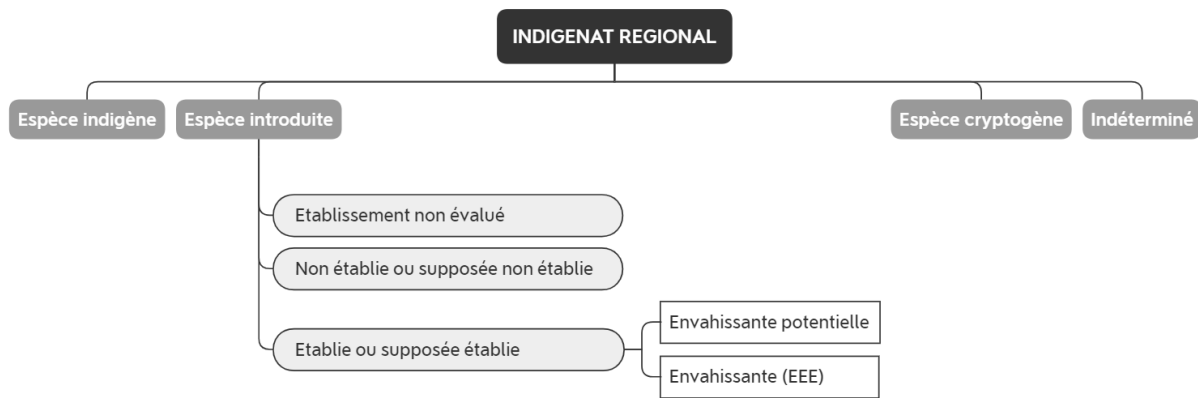 INDIGENAT REGIONAL
Espèce indigène
Espèce introduite
Espèce cryptogène
Indéterminé
Etablissement non évalué
Non établie ou supposée non établie
Etablie ou supposée établie
Envahissante potentielle
Envahissante (EEE)